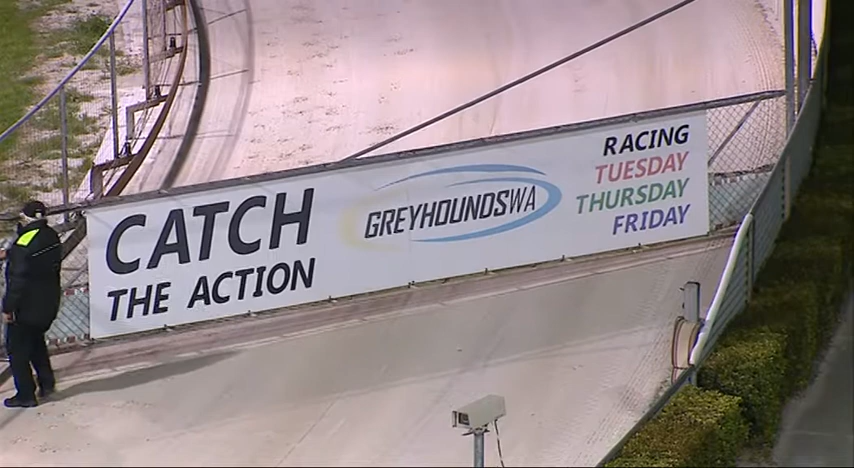 CATCH
THE ACTION
GREYHOUNDSWA
RACING
TUESDAY
THURSDAY
FRIDAY